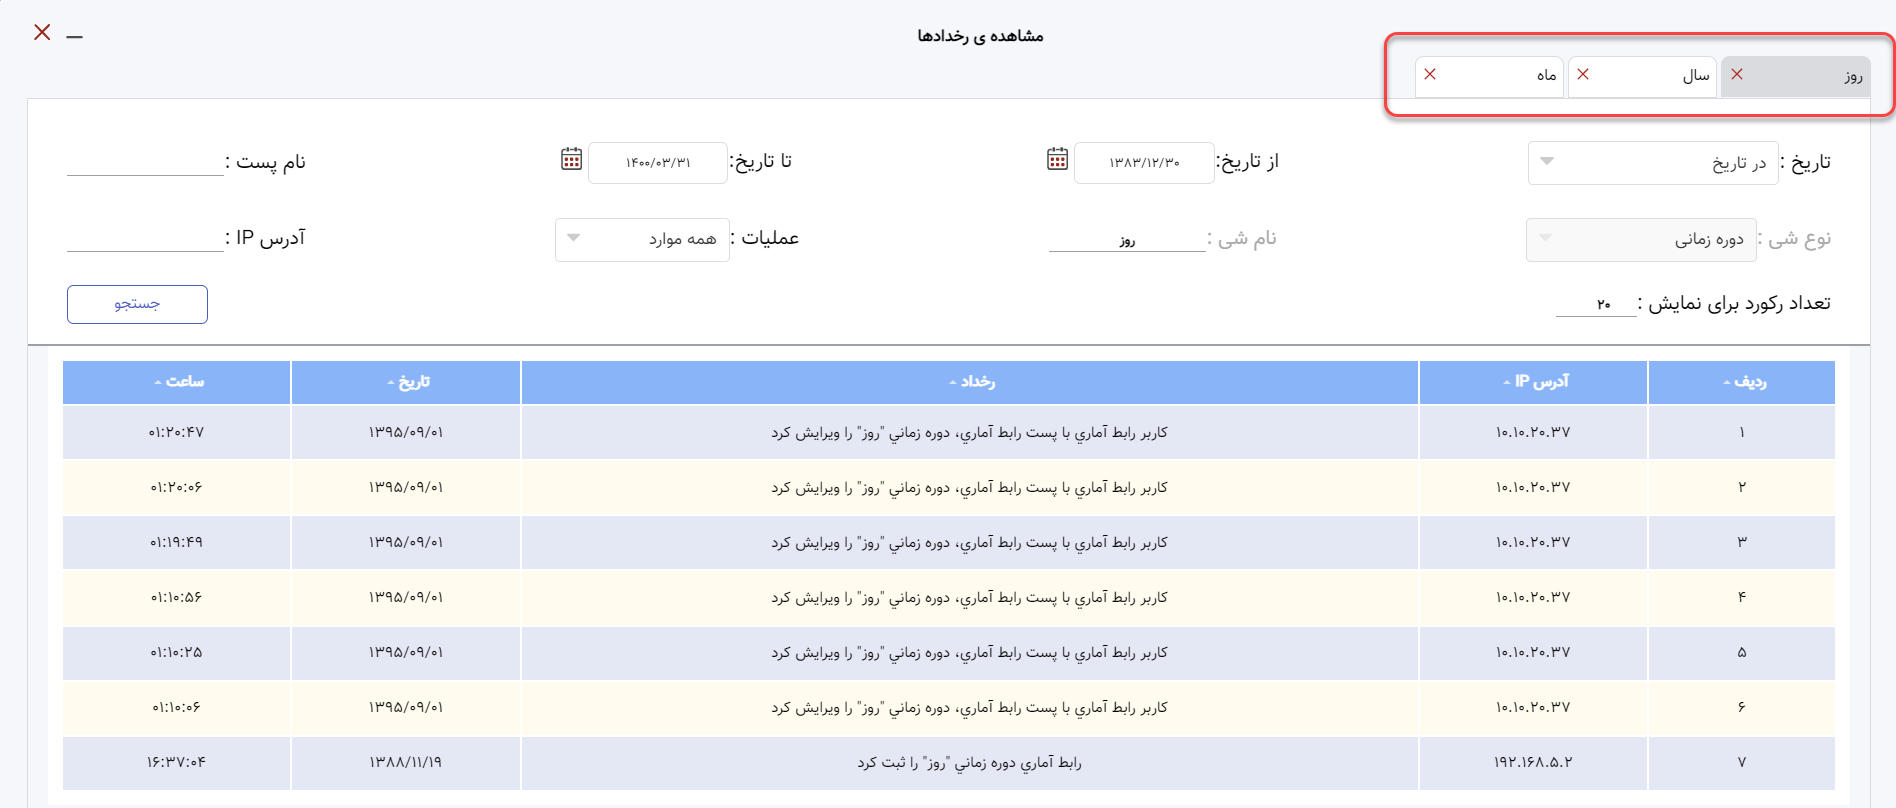 مشاهده ی رخدادها
روز سال ماه
تاریخ : در تاریخ از تاریخ: ۱۳۸۳/۱۲/۳۰ تا تاریخ: ۱۴۰۰/۰۳/۳۱ نام پست :
نوع شی : دوره زمانی نام شی : روز عملیات : همه موارد آدرس IP :
تعداد رکورد برای نمایش : ۲۰ جستجو
ردیف آدرس IP رخداد تاریخ ساعت
۱ ۱۰.۱۰.۲۰.۳۷ کاربر رابط آماري با پست رابط آماري، دوره زماني "روز" را ویرایش کرد ۱۳۹۵/۰۹/۰۱ ۰۱:۲۰:۴۷
۲ ۱۰.۱۰.۲۰.۳۷ کاربر رابط آماري با پست رابط آماري، دوره زماني "روز" را ویرایش کرد ۱۳۹۵/۰۹/۰۱ ۰۱:۲۰:۰۶
۳ ۱۰.۱۰.۲۰.۳۷ کاربر رابط آماري با پست رابط آماري، دوره زماني "روز" را ویرایش کرد ۱۳۹۵/۰۹/۰۱ ۰۱:۱۹:۴۹
۴ ۱۰.۱۰.۲۰.۳۷ کاربر رابط آماري با پست رابط آماري، دوره زماني "روز" را ویرایش کرد ۱۳۹۵/۰۹/۰۱ ۰۱:۱۰:۵۶
۵ ۱۰.۱۰.۲۰.۳۷ کاربر رابط آماري با پست رابط آماري، دوره زماني "روز" را ویرایش کرد ۱۳۹۵/۰۹/۰۱ ۰۱:۱۰:۲۵
۶ ۱۰.۱۰.۲۰.۳۷ کاربر رابط آماري با پست رابط آماري، دوره زماني "روز" را ویرایش کرد ۱۳۹۵/۰۹/۰۱ ۰۱:۱۰:۰۶
۷ ۱۹۲.۱۶۸.۵.۲ رابط آماري دوره زماني "روز" را ثبت کرد ۱۳۸۸/۱۱/۱۹ ۱۶:۳۷:۰۴